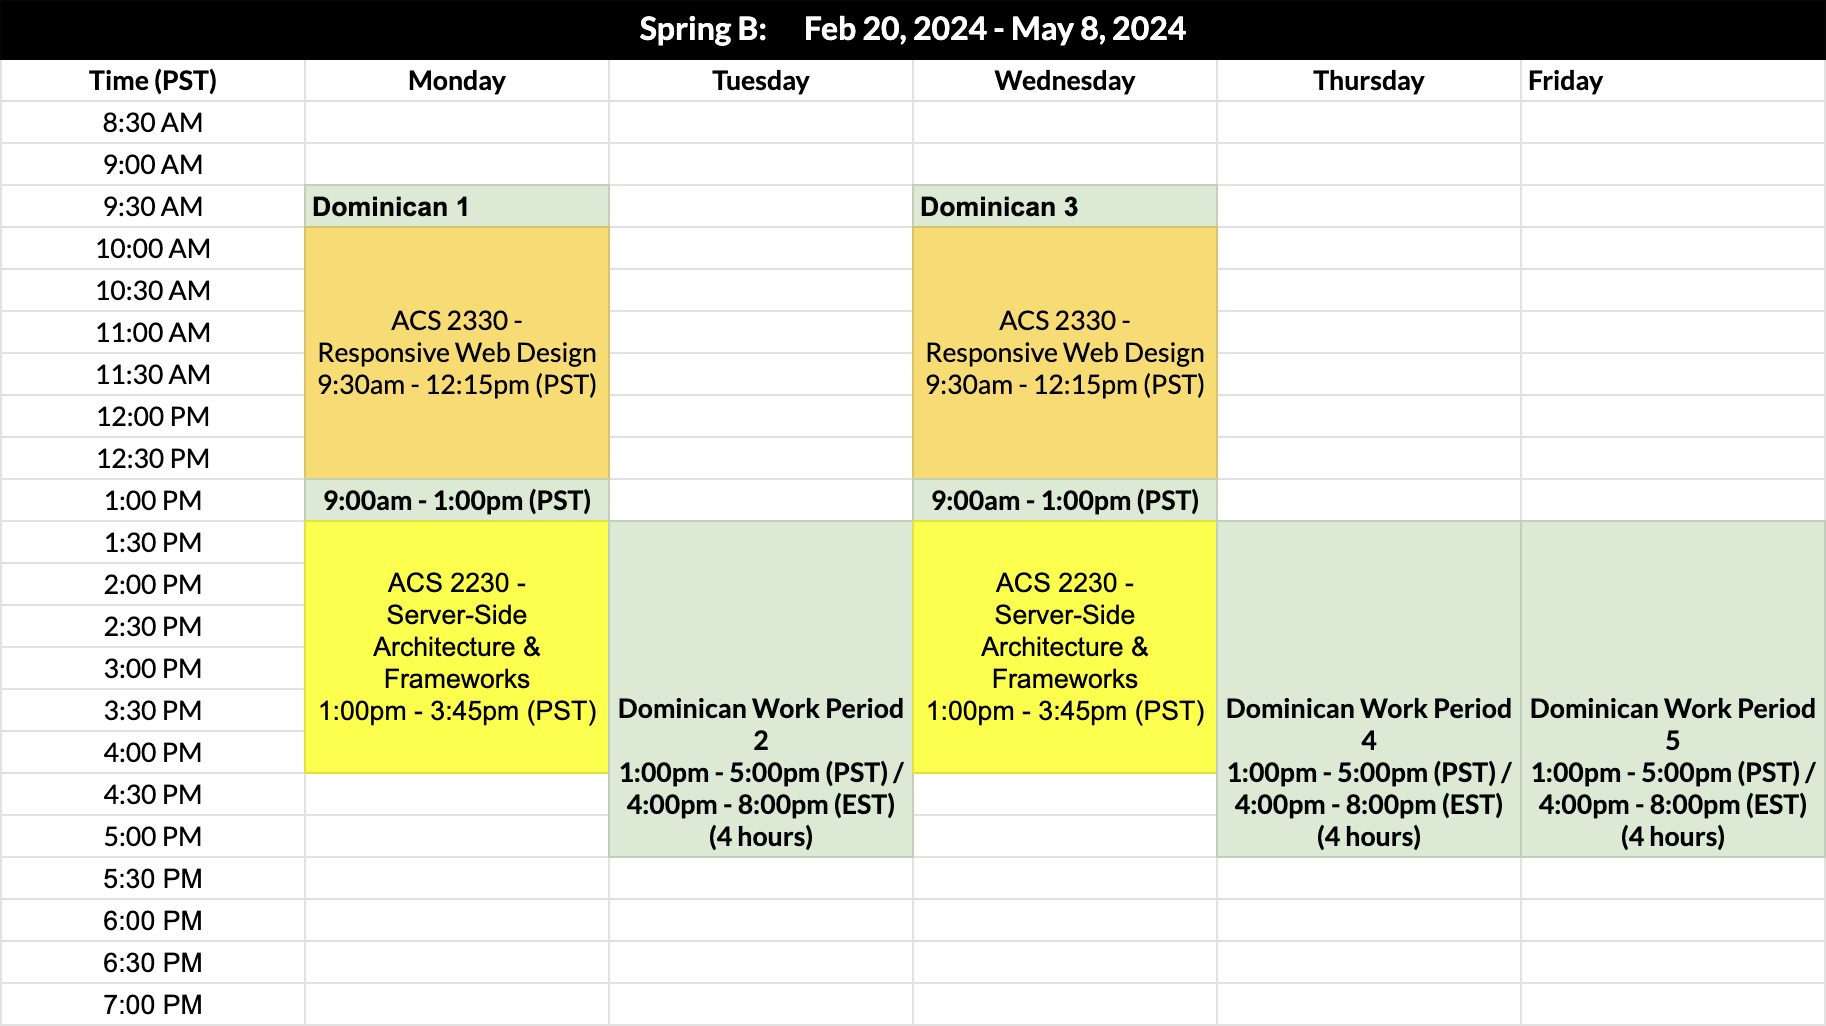 Spring B: Feb 20, 2024 - May 8, 2024
Time (PST) Monday Tuesday Wednesday Thursday Friday
8:30 AM
9:00 AM
9:30 AM Dominican 1 Dominican 3
10:00 AM
10:30 AM
11:00 AM
11:30 AM
12:00 PM
12:30 PM
ACS 2330 -
Responsive Web Design
9:30am - 12:15pm (PST)
ACS 2330 -
Responsive Web Design
9:30am - 12:15pm (PST)
1:00 PM 9:00am - 1:00pm (PST) 9:00am - 1:00pm (PST)
1:30 PM
2:00 PM
2:30 PM
3:00 PM
3:30 PM
4:00 PM
4:30 PM
5:00 PM
ACS 2230 -
Server-Side
Architecture &
Frameworks
1:00pm - 3:45pm (PST)
Dominican Work Period
2
1:00pm - 5:00pm (PST) /
4:00pm - 8:00pm (EST)
(4 hours)
ACS 2230 -
Server-Side
Architecture &
Frameworks
1:00pm - 3:45pm (PST)
Dominican Work Period
4
1:00pm - 5:00pm (PST) /
4:00pm - 8:00pm (EST)
(4 hours)
Dominican Work Period
5
1:00pm - 5:00pm (PST) /
4:00pm - 8:00pm (EST)
(4 hours)
5:30 PM
6:00 PM
6:30 PM
7:00 PM